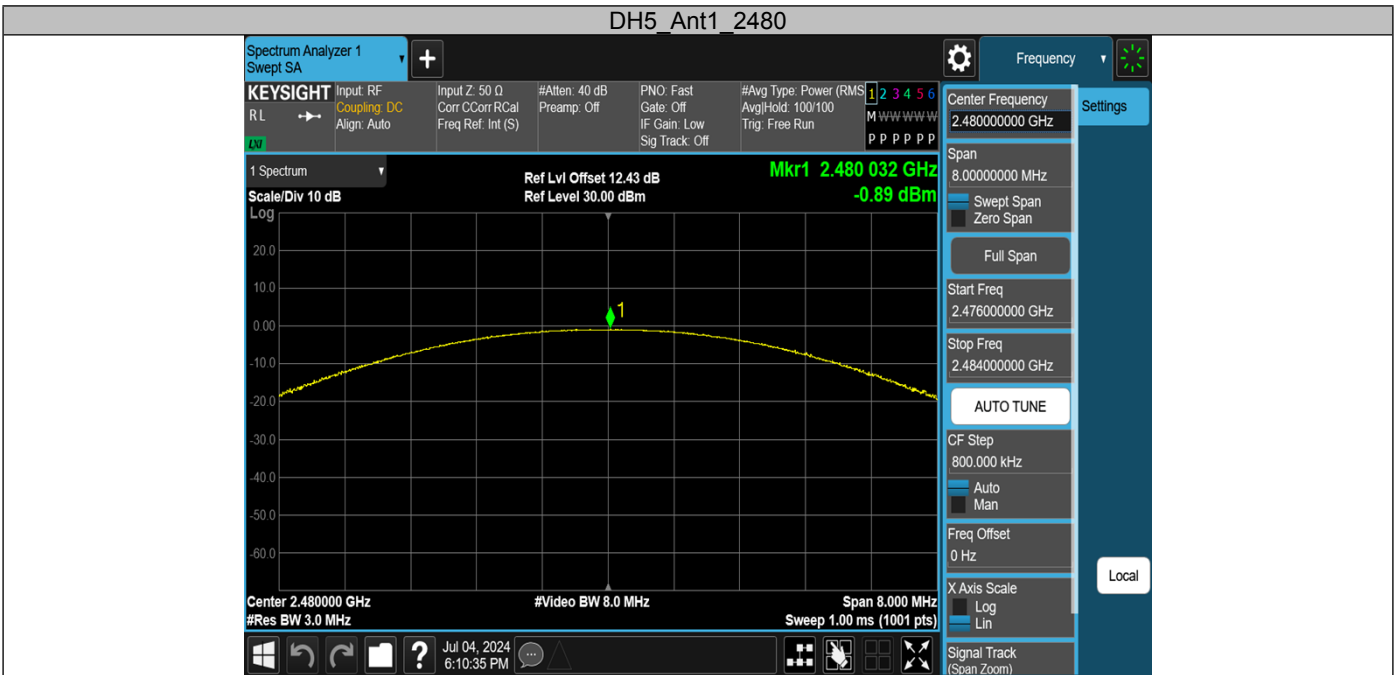 DH5_Ant1_2480
Spectrum Analyzer 1
Swept SA
+
Frequency
KEYSIGHT
RL
LXI
Input: RF
Coupling: DC
Align: Auto
Input Z: 50 Ω
Corr CCorr RCal
Freq Ref: Int (S)
#Atten: 40 dB
Preamp: Off
PNO: Fast
Gate: Off
IF Gain: Low
Sig Track: Off
#Avg Type: Power (RMS
Avg|Hold: 100/100
Trig: Free Run
1 2 3 4 5 6
M W W W W W
P P P P P P
1 Spectrum
Scale/Div 10 dB
Log
Ref Lvl Offset 12.43 dB
Ref Level 30.00 dBm
Mkr1 2.480 032 GHz
-0.89 dBm
20.0
10.0
0.00
-10.0
-20.0
-30.0
-40.0
-50.0
-60.0
1
Center 2.480000 GHz
#Res BW 3.0 MHz
#Video BW 8.0 MHz
Span 8.000 MHz
Sweep 1.00 ms (1001 pts)
?
Jul 04, 2024
6:10:35 PM
Center Frequency
2.480000000 GHz
Span
8.00000000 MHz
Swept Span
Zero Span
Full Span
Start Freq
2.476000000 GHz
Stop Freq
2.484000000 GHz
AUTO TUNE
CF Step
800.000 kHz
Auto
Man
Freq Offset
0 Hz
X Axis Scale
Log
Lin
Signal Track
(Span Zoom)
Settings
Local